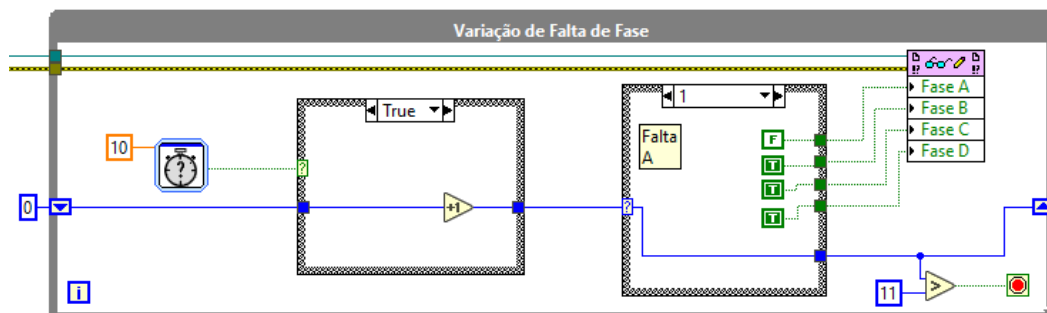 Variação de Falta de Fase
Fase A
Fase B
Fase C
Fase D
True
1
10
?
?
Falta
A
F
T
T
T
0
+1
?
i
11
>